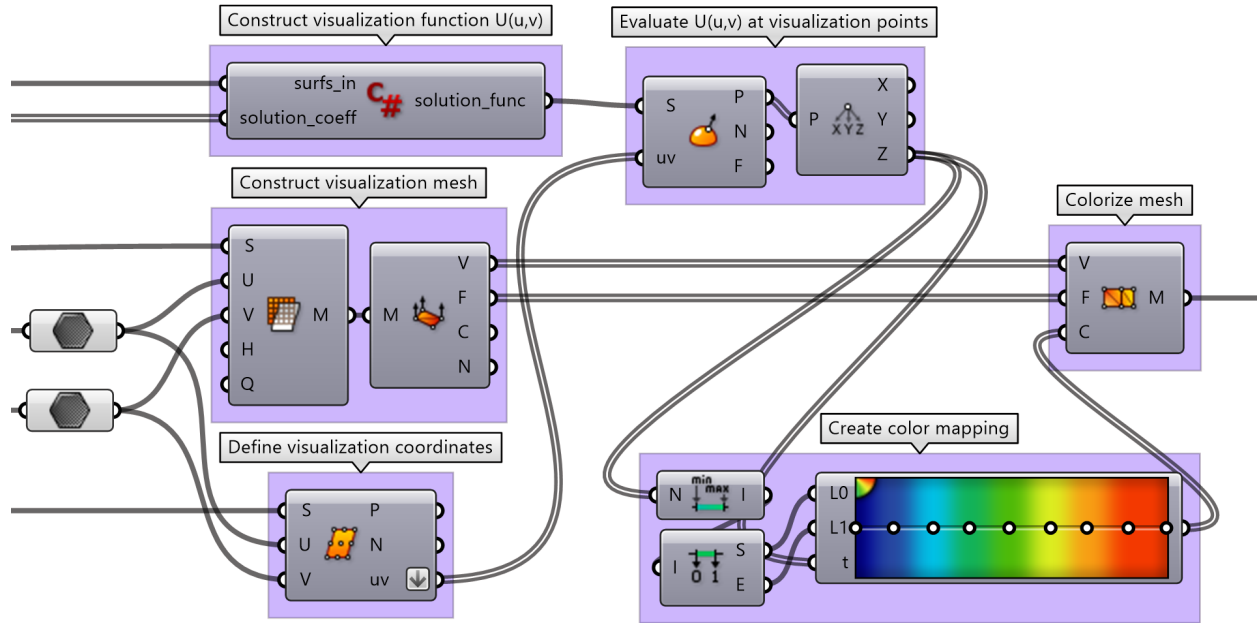 Construct visualization function U(u,v)
surfs_in
solution_coeff
C#
solution_func
Evaluate U(u,v) at visualization points
S
uv
P
N
F
P
XYZ
X
Y
Z
Construct visualization mesh
S
U
V
H
Q
M
M
V
F
C
N
Colorize mesh
V
F
C
M
Define visualization coordinates
S
U
V
P
N
uv
Create color mapping
N
min
max
I
I
0 1
S
E
L0
L1
t